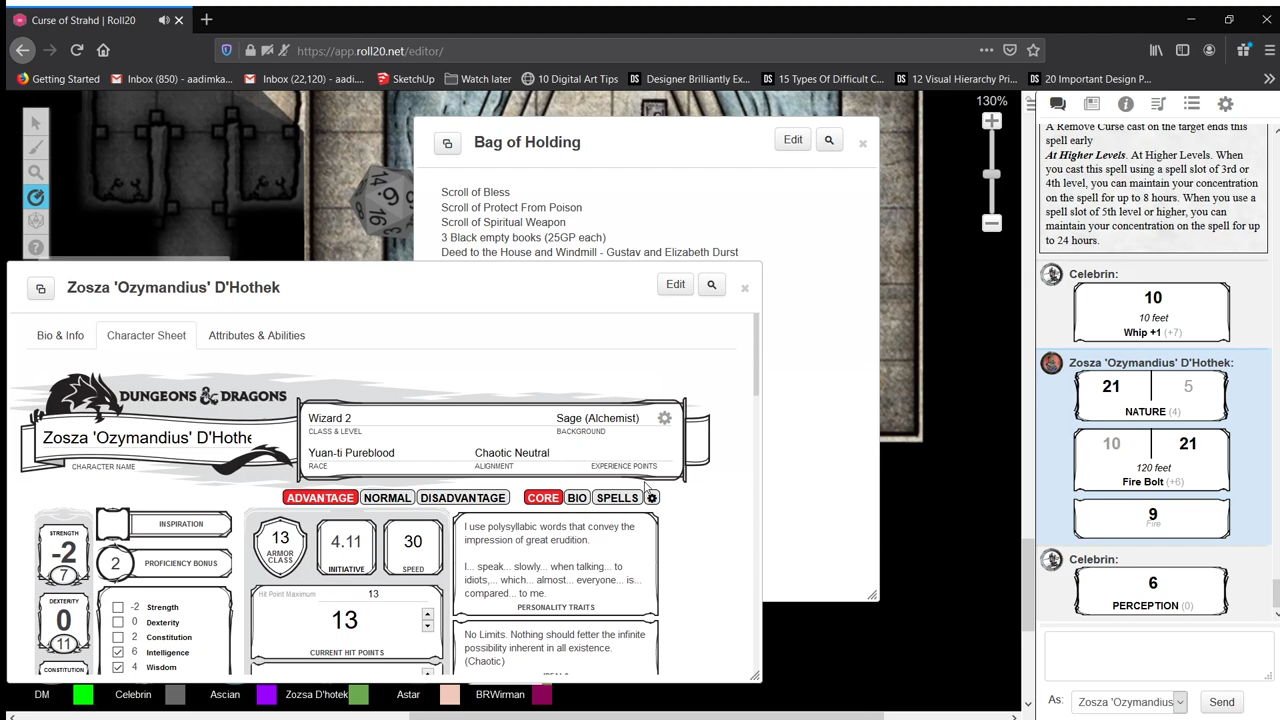 Curse of Strahd | Roll20
https://app.roll20.net/editor/
Getting Started
Inbox (850) - aadimka...
Inbox (22,120) - aadi...
SketchUp
Watch later
10 Digital Art Tips
Designer Brilliantly Ex...
15 Types Of Difficult C...
12 Visual Hierarchy Pri...
20 Important Design P...
130%
Bag of Holding
Edit
Scroll of Bless
Scroll of Protect From Poison
Scroll of Spiritual Weapon
3 Black empty books (25GP each)
Deed to the House and Windmill - Gustav and Elizabeth Durst
Zosza 'Ozymandius' D'Hothek
Edit
Bio & Info
Character Sheet
Attributes & Abilities
DUNGEONS & DRAGONS
Zosza 'Ozymandius' D'Hothe
CHARACTER NAME
Wizard 2
Sage (Alchemist)
CLASS & LEVEL
BACKGROUND
Yuan-ti Pureblood
Chaotic Neutral
RACE
ALIGNMENT
EXPERIENCE POINTS
ADVANTAGE
NORMAL
DISADVANTAGE
CORE
BIO
SPELLS
STRENGTH
-2
7
DEXTERITY
0
11
CONSTITUTION
INSPIRATION
2
PROFICIENCY BONUS
-2 Strength
0 Dexterity
2 Constitution
6 Intelligence
4 Wisdom
13
ARMOR
CLASS
4.11
INITIATIVE
30
SPEED
Hit Point Maximum 13
13
CURRENT HIT POINTS
I use polysyllabic words that convey the
impression of great erudition.
I... speak... slowly... when talking... to
idiots,... which... almost... everyone... is...
compared... to me.
PERSONALITY TRAITS
No Limits. Nothing should fetter the infinite
possibility inherent in all existence.
(Chaotic)
DM
Celebrin
Ascian
Zozsa D'hotek
Astar
BRWirman
A Remove Curse cast on the target ends this
spell early
At Higher Levels. At Higher Levels. When
you cast this spell using a spell slot of 3rd or
4th level, you can maintain your concentration
on the spell for up to 8 hours. When you use a
spell slot of 5th level or higher, you can
maintain your concentration on the spell for up
to 24 hours.
Celebrin:
10
10 feet
Whip +1 (+7)
Zosza 'Ozymandius' D'Hothek:
21 5
NATURE (4)
10 21
120 feet
Fire Bolt (+6)
9
Fire
Celebrin:
6
PERCEPTION (0)
As:
Zosza 'Ozymandius
Send